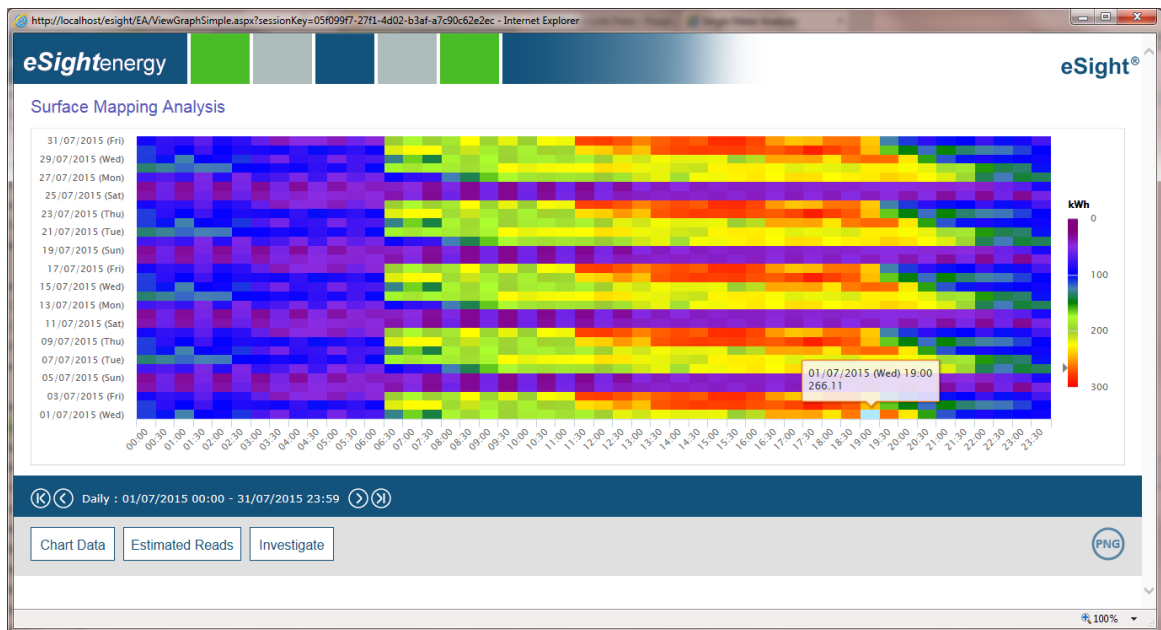 http://localhost/esight/EA/ViewGraphSimple.aspx?sessionKey=05f099f7-27f1-4d02-b3af-a7c90c62e2ec - Internet Explorer
eSightenergy
eSight®
Surface Mapping Analysis
31/07/2015 (Fri)
29/07/2015 (Wed)
27/07/2015 (Mon)
25/07/2015 (Sat)
23/07/2015 (Thu)
21/07/2015 (Tue)
19/07/2015 (Sun)
17/07/2015 (Fri)
15/07/2015 (Wed)
13/07/2015 (Mon)
11/07/2015 (Sat)
09/07/2015 (Thu)
07/07/2015 (Tue)
05/07/2015 (Sun)
03/07/2015 (Fri)
01/07/2015 (Wed)
kWh
0
100
200
300
01/07/2015 (Wed) 19:00
266.11
00:00 00:30 01:00 01:30 02:00 02:30 03:00 03:30 04:00 04:30 05:00 05:30 06:00 06:30 07:00 07:30 08:00 08:30 09:00 09:30 10:00 10:30 11:00 11:30 12:00 12:30 13:00 13:30 14:00 14:30 15:00 15:30 16:00 16:30 17:00 17:30 18:00 18:30 19:00 19:30 20:00 20:30 21:00 21:30 22:00 22:30 23:00 23:30
Daily : 01/07/2015 00:00 - 31/07/2015 23:59
Chart Data Estimated Reads Investigate PNG
100%